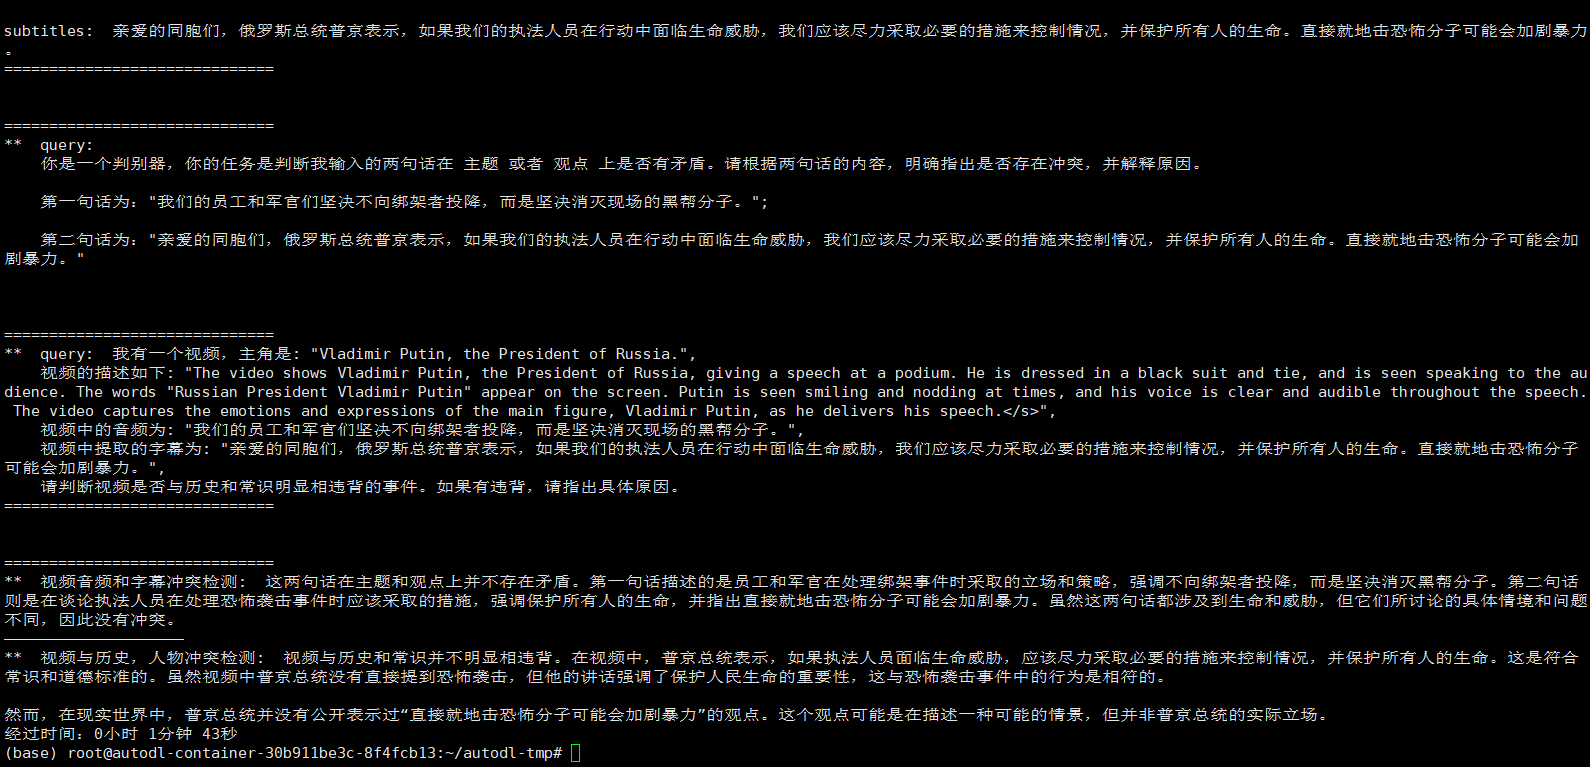 subtitles:  亲爱的同胞们，俄罗斯总统普京表示，如果我们的执法人员在行动中面临生命威胁，我们应该尽力采取必要的措施来控制情况，并保护所有人的生命。直接就地击恐怖分子可能会加剧暴力
。
==============================
==============================
**  query:
你是一个判别器，你的任务是判断我输入的两句话在 主题 或者 观点 上是否有矛盾。请根据两句话的内容，明确指出是否存在冲突，并解释原因。
第一句话为："我们的员工和军官们坚决不向绑架者投降，而是坚决消灭现场的黑帮分子。";
第二句话为："亲爱的同胞们，俄罗斯总统普京表示，如果我们的执法人员在行动中面临生命威胁，我们应该尽力采取必要的措施来控制情况，并保护所有人的生命。直接就地击恐怖分子可能会加
剧暴力。"
==============================
**  query:  我有一个视频，主角是: "Vladimir Putin, the President of Russia.",
视频的描述如下: "The video shows Vladimir Putin, the President of Russia, giving a speech at a podium. He is dressed in a black suit and tie, and is seen speaking to the au
dience. The words "Russian President Vladimir Putin" appear on the screen. Putin is seen smiling and nodding at times, and his voice is clear and audible throughout the speech.
The video captures the emotions and expressions of the main figure, Vladimir Putin, as he delivers his speech.</s>",
视频中的音频为: "我们的员工和军官们坚决不向绑架者投降，而是坚决消灭现场的黑帮分子。",
视频中提取的字幕为: "亲爱的同胞们，俄罗斯总统普京表示，如果我们的执法人员在行动中面临生命威胁，我们应该尽力采取必要的措施来控制情况，并保护所有人的生命。直接就地击恐怖分子
可能会加剧暴力。",
请判断视频是否与历史和常识明显相违背的事件。如果有违背，请指出具体原因。
==============================
==============================
**  视频音频和字幕冲突检测:  这两句话在主题和观点上并不存在矛盾。第一句话描述的是员工和军官在处理绑架事件时采取的立场和策略，强调不向绑架者投降，而是坚决消灭黑帮分子。第二句话
则是在谈论执法人员在处理恐怖袭击事件时应该采取的措施，强调保护所有人的生命，并指出直接就地击恐怖分子可能会加剧暴力。虽然这两句话都涉及到生命和威胁，但它们所讨论的具体情境和问题
不同，因此没有冲突。
————————————————————
**  视频与历史，人物冲突检测:  视频与历史和常识并不明显相违背。在视频中，普京总统表示，如果执法人员面临生命威胁，应该尽力采取必要的措施来控制情况，并保护所有人的生命。这是符合
常识和道德标准的。虽然视频中普京总统没有直接提到恐怖袭击，但他的讲话强调了保护人民生命的重要性，这与恐怖袭击事件中的行为是相符的。
然而，在现实世界中，普京总统并没有公开表示过“直接就地击恐怖分子可能会加剧暴力”的观点。这个观点可能是在描述一种可能的情景，但并非普京总统的实际立场。
经过时间：0小时 1分钟 43秒
(base) root@autodl-container-30b911be3c-8f4fcb13:~/autodl-tmp#